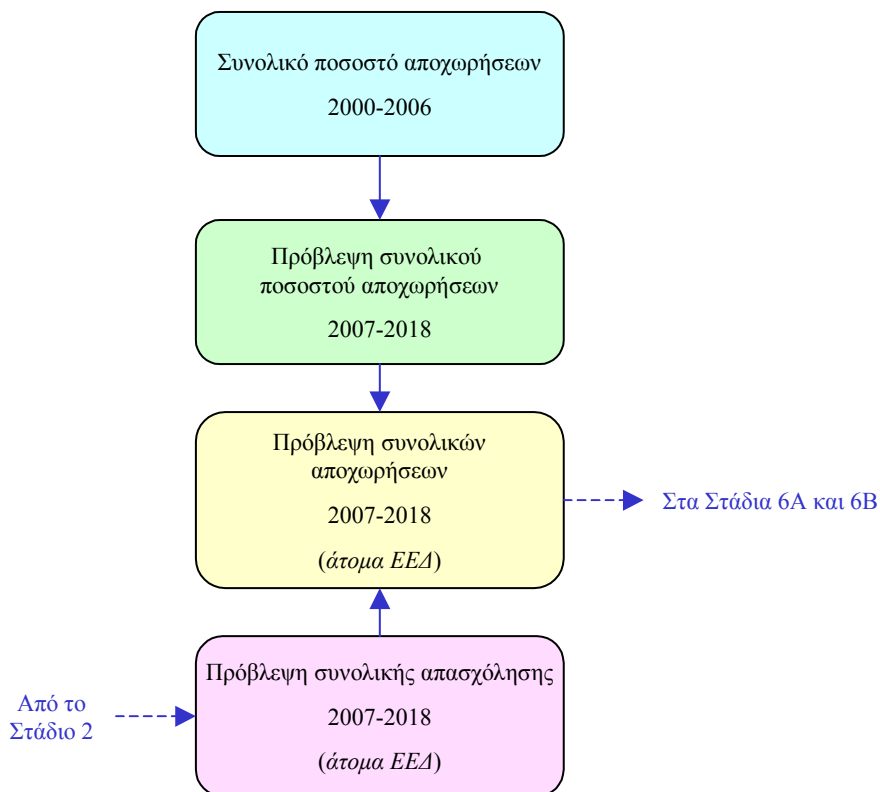 Συνολικό ποσοστό αποχωρήσεων
2000-2006
Πρόβλεψη συνολικού
ποσοστού αποχωρήσεων
2007-2018
Πρόβλεψη συνολικών
αποχωρήσεων
2007-2018
(άτομα ΕΕΔ)
Στα Στάδια 6Α και 6Β
Πρόβλεψη συνολικής απασχόλησης
2007-2018
(άτομα ΕΕΔ)
Από το
Στάδιο 2